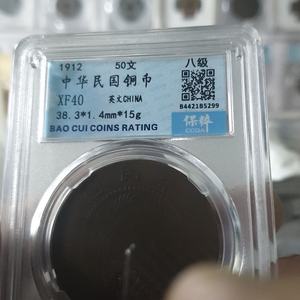 1912 50文 八级
中华民国铜币
XF40 英文CHINA
38.3*1.4mm*15g B442185299
BAO CUI COINS RATING 保粹